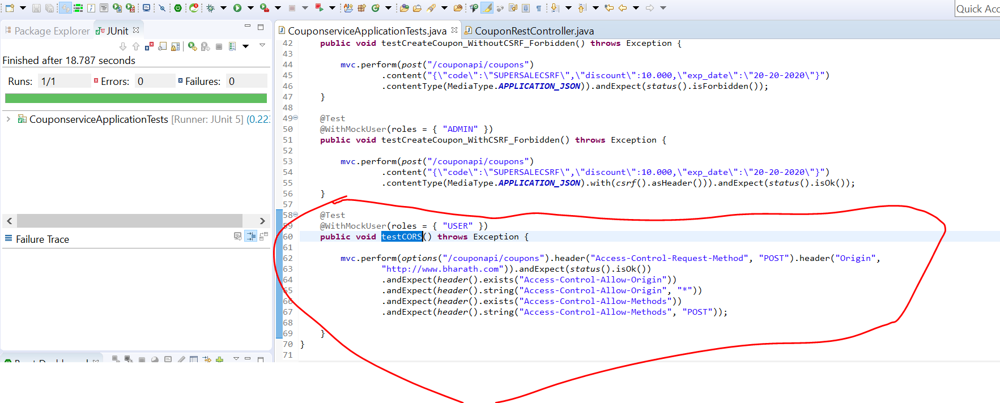 Quick Acc
Package Explorer JUnit
Finished after 18.787 seconds
Runs: 1/1 Errors: 0 Failures: 0
CouponserviceApplicationTests [Runner: JUnit 5] (0.223
Failure Trace
CouponserviceApplicationTests.java CouponRestController.java
42 public void testCreateCoupon_WithoutCSRF_Forbidden() throws Exception {
43
44 mvc.perform(post("/couponapi/coupons")
45 .content("{\"code\":\"SUPERSALECSRF\",\"discount\":10.000,\"exp_date\":\"20-20-2020\"}")
46 .contentType(MediaType.APPLICATION_JSON)).andExpect(status().isForbidden());
47 }
48
49 @Test
50 @WithMockUser(roles = { "ADMIN" })
51 public void testCreateCoupon_WithCSRF_Forbidden() throws Exception {
52
53 mvc.perform(post("/couponapi/coupons")
54 .content("{\"code\":\"SUPERSALECSRF\",\"discount\":10.000,\"exp_date\":\"20-20-2020\"}")
55 .contentType(MediaType.APPLICATION_JSON).with(csrf().asHeader())).andExpect(status().isOk());
56 }
57
58 @Test
59 @WithMockUser(roles = { "USER" })
60 public void testCORS() throws Exception {
61
62 mvc.perform(options("/couponapi/coupons").header("Access-Control-Request-Method", "POST").header("Origin",
63 "http://www.bharath.com")).andExpect(status().isOk())
64 .andExpect(header().exists("Access-Control-Allow-Origin"))
65 .andExpect(header().string("Access-Control-Allow-Origin", "*"))
66 .andExpect(header().exists("Access-Control-Allow-Methods"))
67 .andExpect(header().string("Access-Control-Allow-Methods", "POST"));
68
69 }
70 }
71